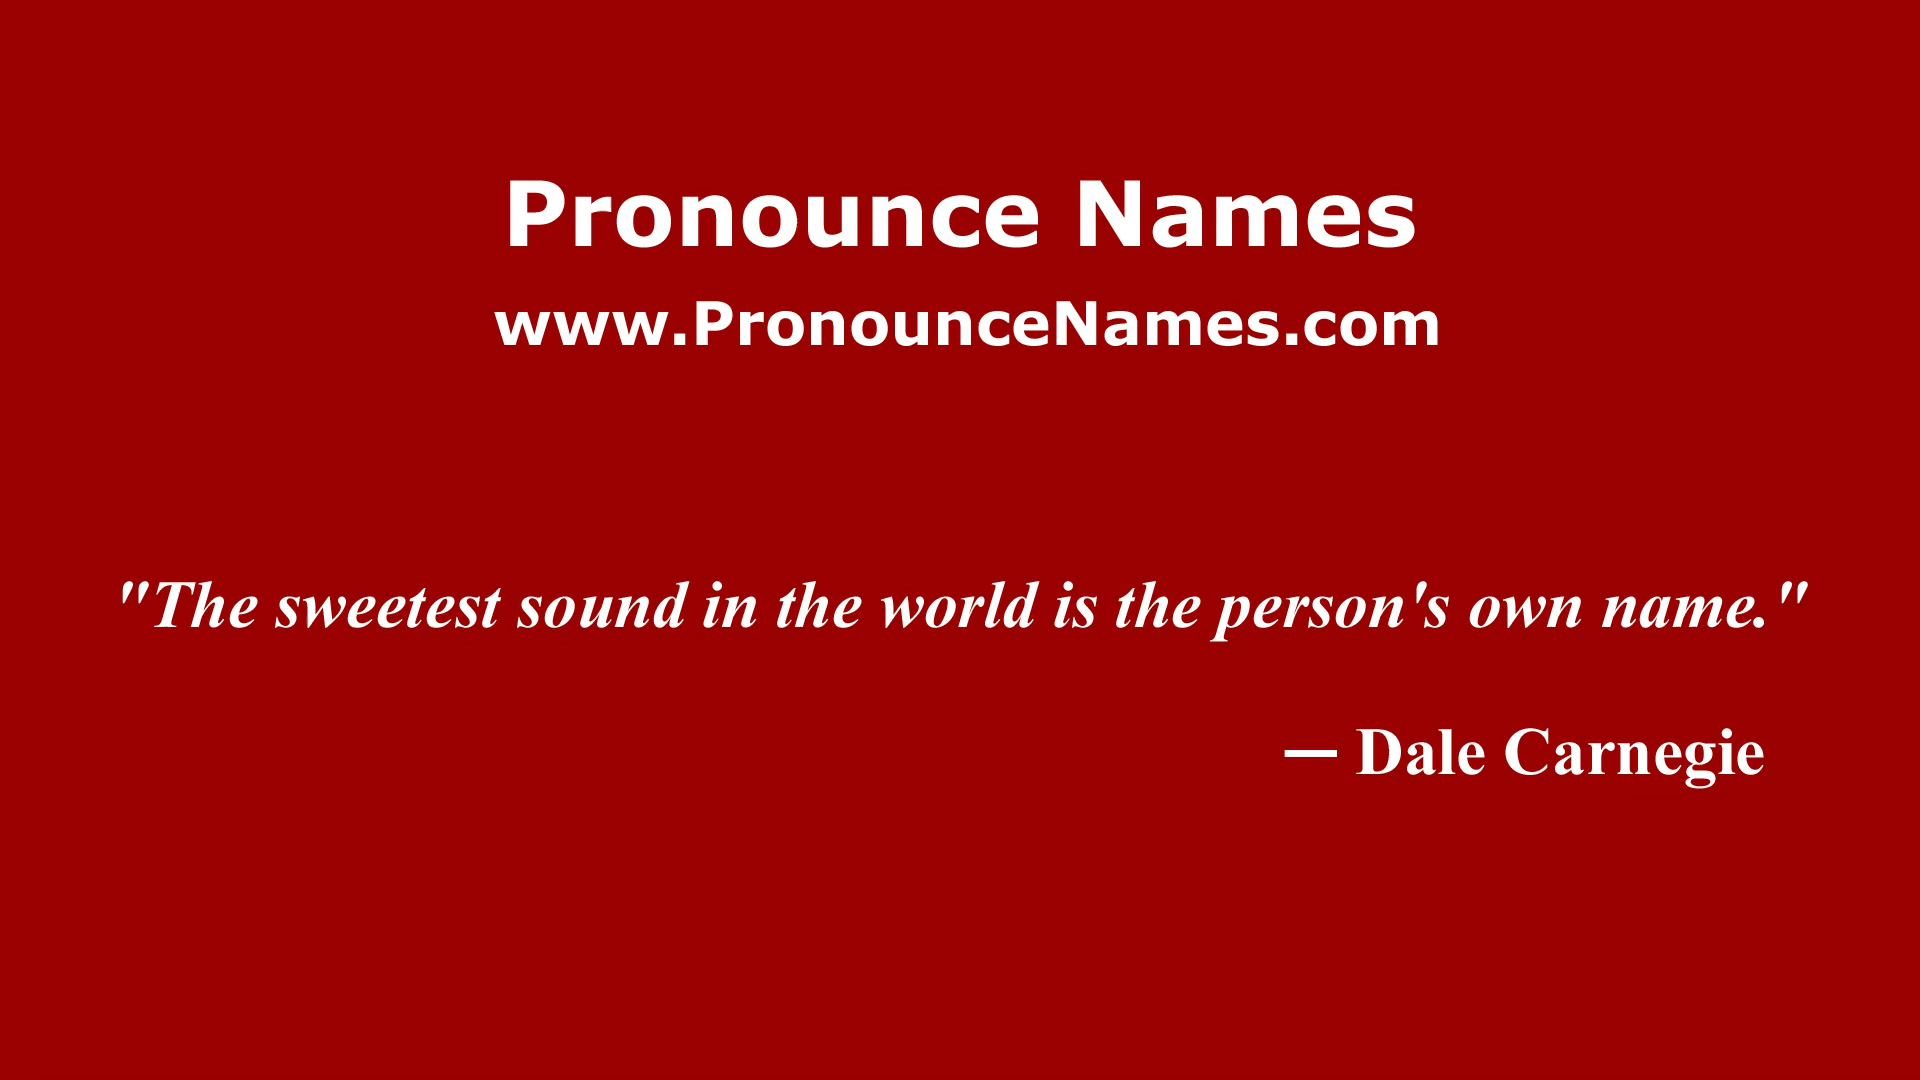 Pronounce Names
www.PronounceNames.com
"The sweetest sound in the world is the person's own name."
— Dale Carnegie